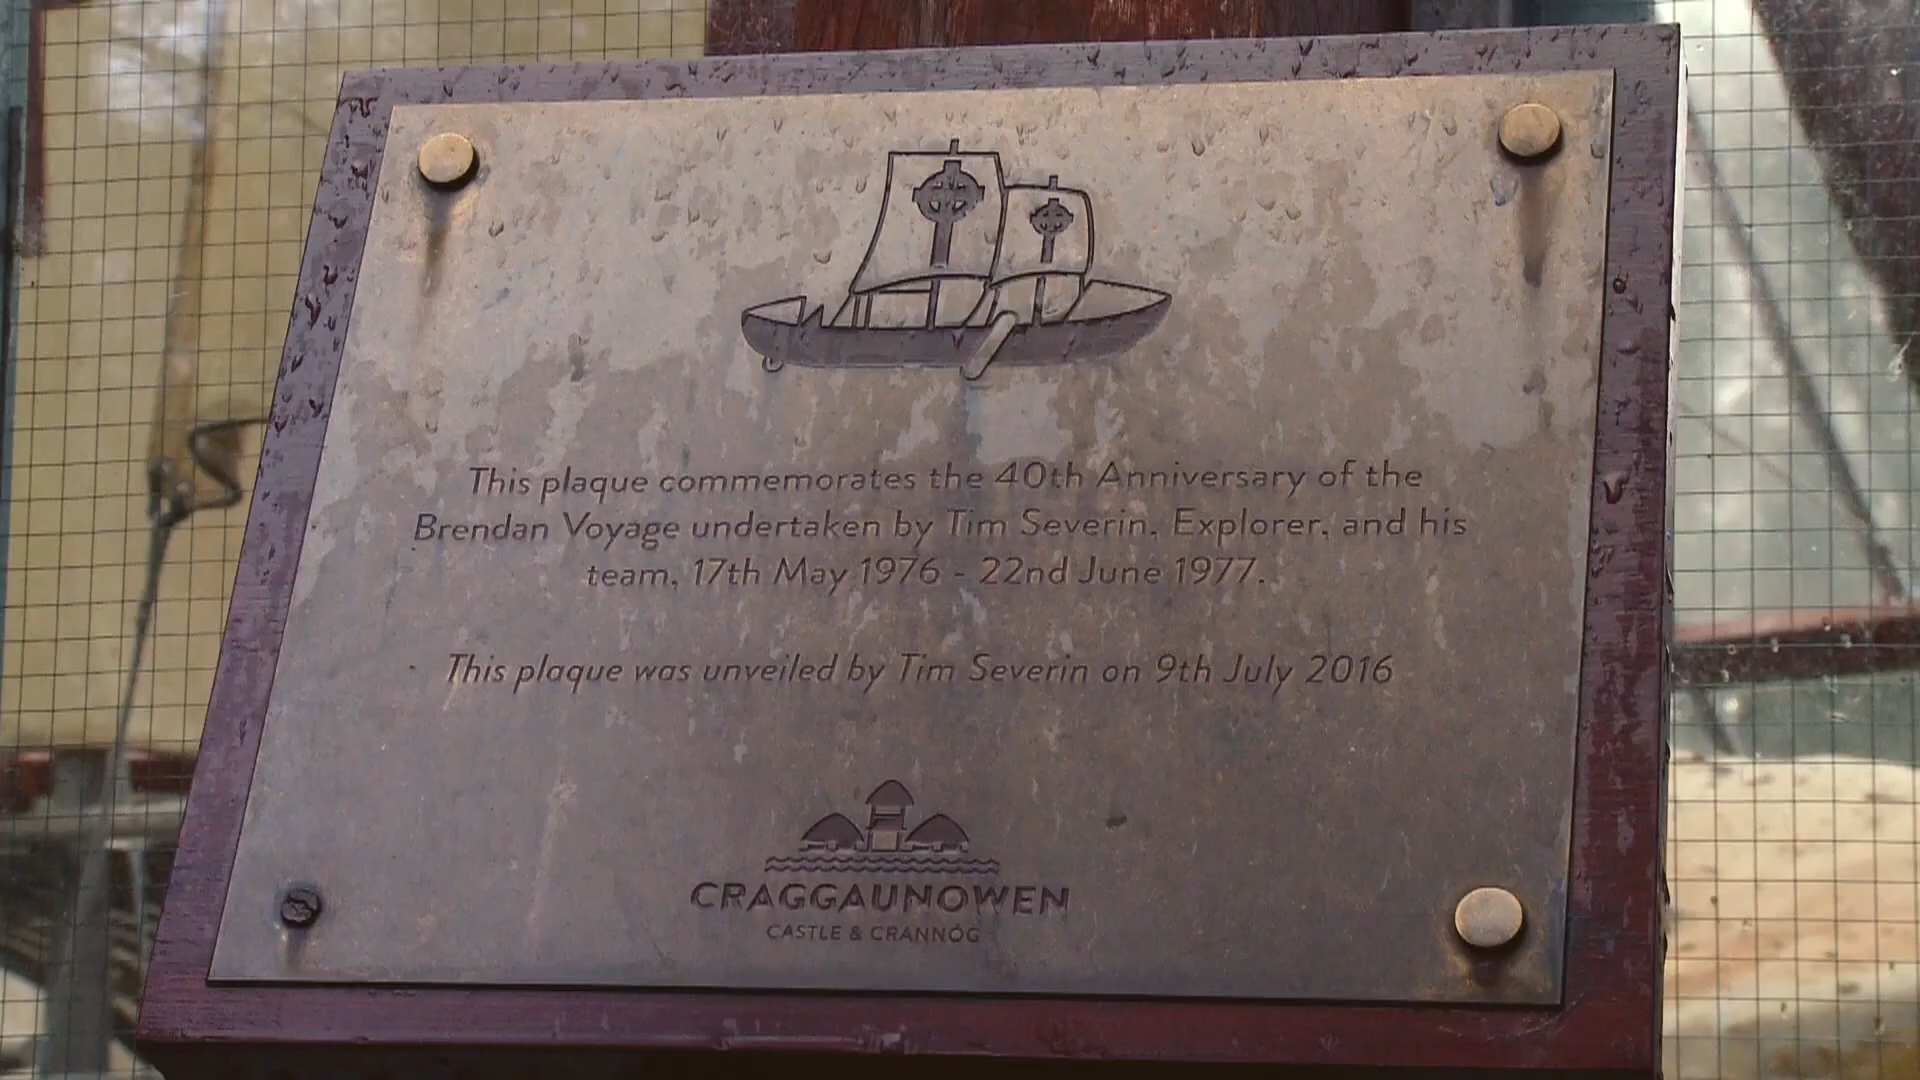 This plaque commemorates the 40th Anniversary of the
Brendan Voyage undertaken by Tim Severin, Explorer, and his
team, 17th May 1976 - 22nd June 1977.
This plaque was unveiled by Tim Severin on 9th July 2016
CRAGGAUNOWEN
CASTLE & CRANNÓG